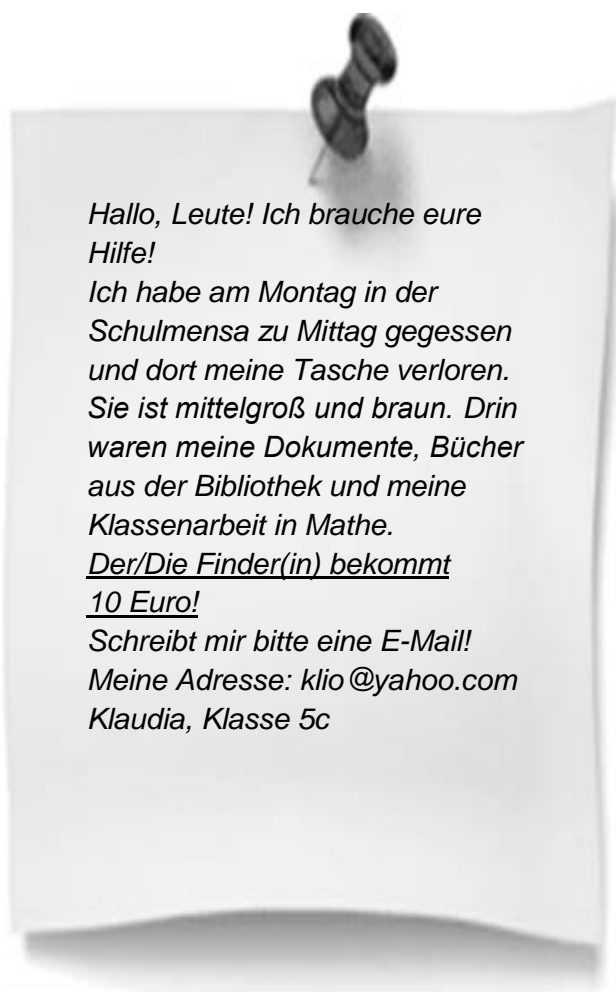 Hallo, Leute! Ich brauche eure
Hilfe!
Ich habe am Montag in der
Schulmensa zu Mittag gegessen
und dort meine Tasche verloren.
Sie ist mittelgroß und braun. Drin
waren meine Dokumente, Bücher
aus der Bibliothek und meine
Klassenarbeit in Mathe.
Der/Die Finder(in) bekommt
10 Euro!
Schreibt mir bitte eine E-Mail!
Meine Adresse: klio@yahoo.com
Klaudia, Klasse 5c